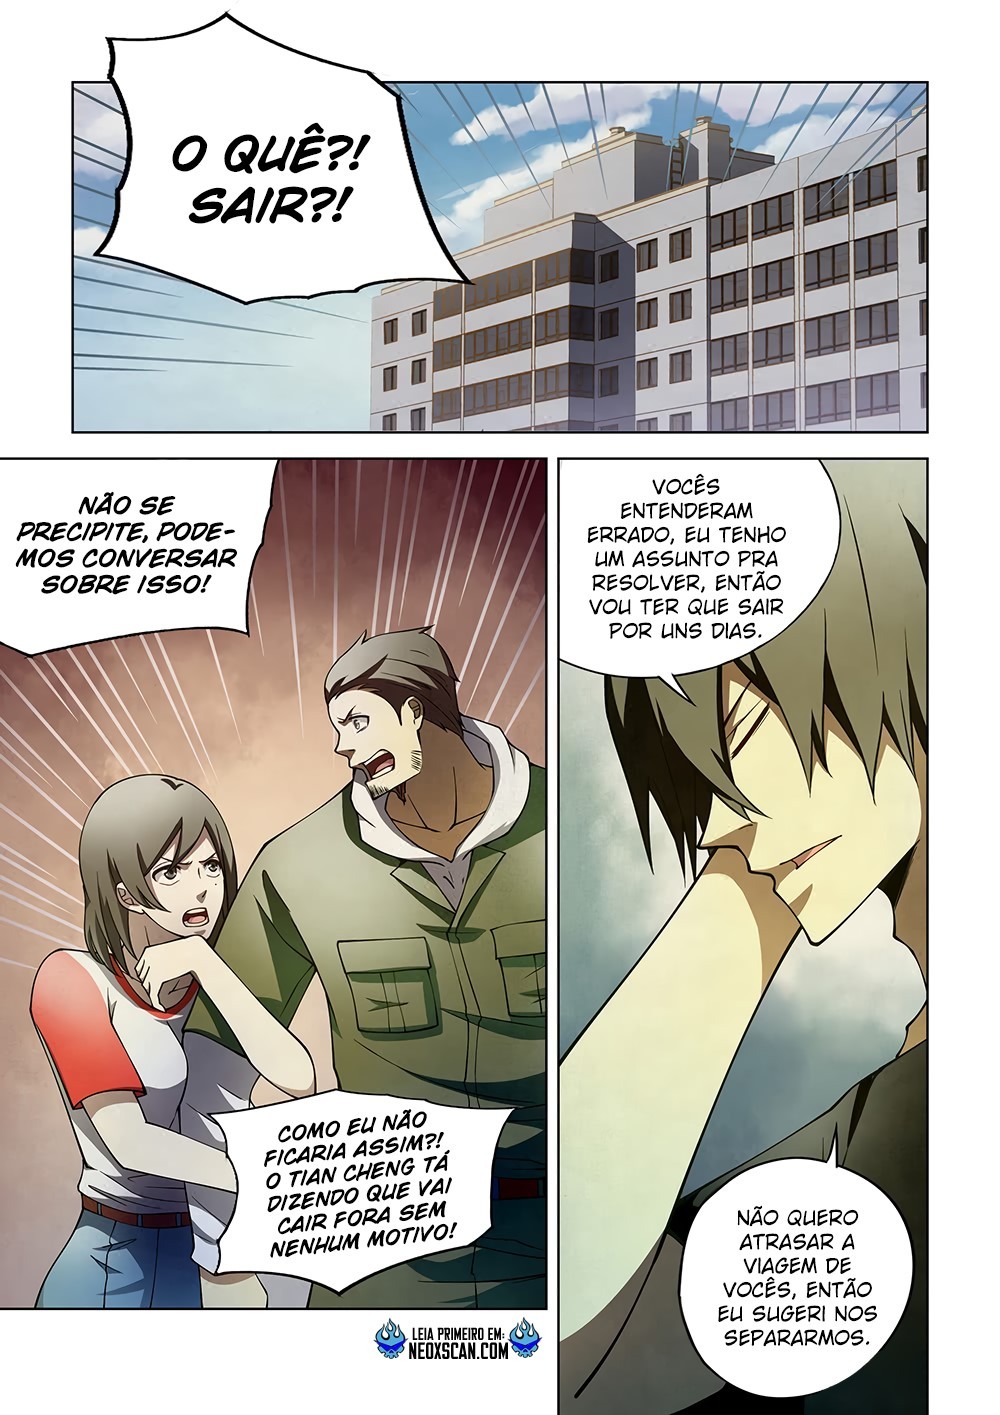 O QUÊ?!
SAIR?!
NÃO SE
PRECIPITE, PODE-
MOS CONVERSAR
SOBRE ISSO!
VOCÊS
ENTENDERAM
ERRADO, EU TENHO
UM ASSUNTO PRA
RESOLVER, ENTÃO
VOU TER QUE SAIR
POR UNS DIAS.
COMO EU NÃO
FICARIA ASSIM?!
O TIAN CHENG TÁ
DIZENDO QUE VAI
CAIR FORA SEM
NENHUM MOTIVO!
NÃO QUERO
ATRASAR A
VIAGEM DE
VOCÊS, ENTÃO
EU SUGERI NOS
SEPARARMOS.
LEIA PRIMEIRO EM:
NEOXSCAN.COM